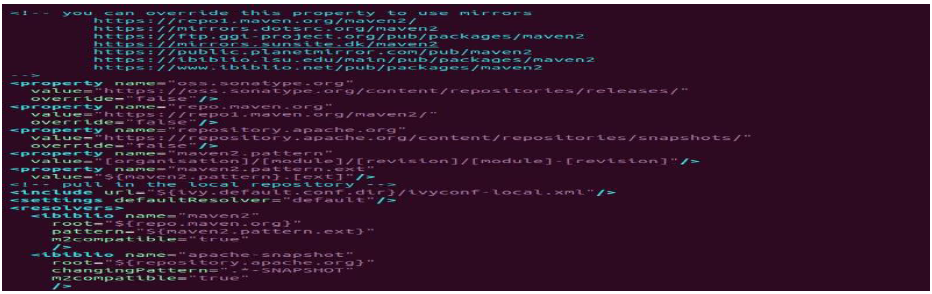 <!-- you can override this property to use mirrors
https://repo1.maven.org/maven2/
https://mirrors.dotsrc.org/maven2
https://ftp.ggi-project.org/pub/packages/maven2
https://mirrors.sunsite.dk/maven2
https://public.planetmirror.com/pub/maven2
https://ibiblio.lsu.edu/main/pub/packages/maven2
https://www.ibiblio.net/pub/packages/maven2
-->
<property name="oss.sonatype.org"
value="https://oss.sonatype.org/content/repositories/releases/"
override="false"/>
<property name="repo.maven.org"
value="https://repo1.maven.org/maven2/"
override="false"/>
<property name="repository.apache.org"
value="https://repository.apache.org/content/repositories/snapshots/"
override="false"/>
<property name="maven2.pattern"
value="[organisation]/[module]/[revision]/[module]-[revision]"/>
<property name="maven2.pattern.ext"
value="${maven2.pattern}.[ext]"/>
<!-- pull in the local repository -->
<include url="${ivy.default.conf.dir}/ivyconf-local.xml"/>
<settings defaultResolver="default"/>
<resolvers>
<ibiblio name="maven2"
root="${repo.maven.org}"
pattern="${maven2.pattern.ext}"
m2compatible="true"
/>
<ibiblio name="apache-snapshot"
root="${repository.apache.org}"
changingPattern=".*-SNAPSHOT"
m2compatible="true"
/>